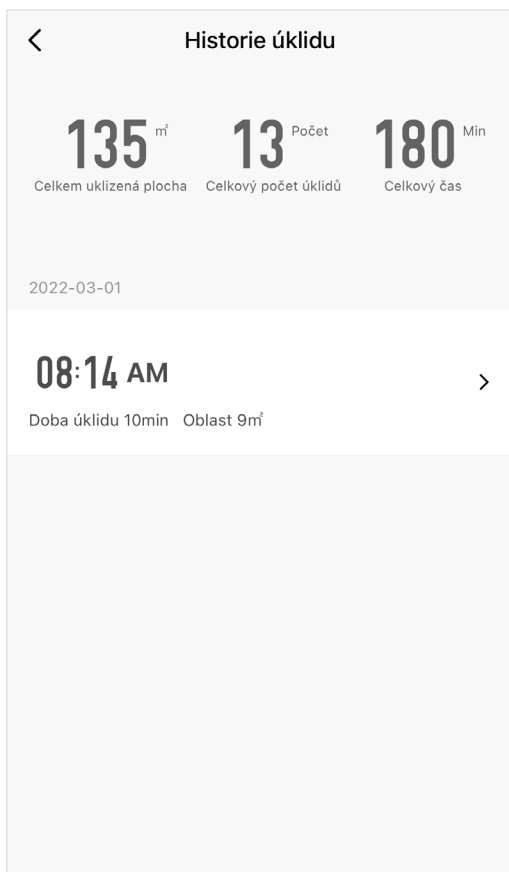 Historie úklidu
135 ㎡ 13 Počet 180 Min
Celkem uklizená plocha Celkový počet úklidů Celkový čas
2022-03-01
08:14 AM
Doba úklidu 10min Oblast 9㎡